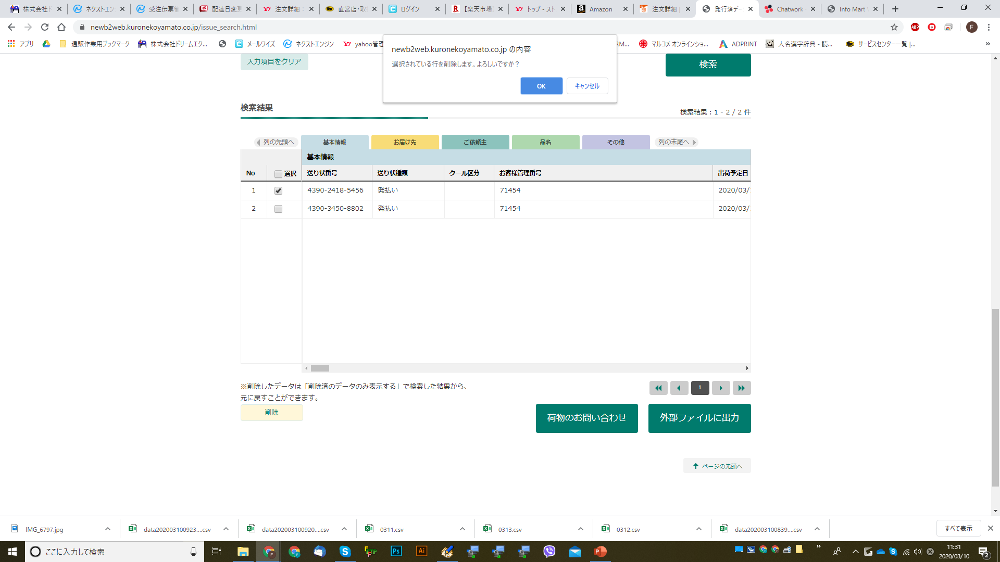 株式会社ド
ネクストエン
受注伝票管
配達日変更
注文詳細 :
直営店・取扱
ログイン
【楽天市場】
トップ - スト
Amazon
注文詳細 |
発行済デー
Chatwork
Info Mart W
newb2web.kuronekoyamato.co.jp/issue_search.html
ABP
F
アプリ
通販作業用ブックマーク
株式会社ドリームエク...
メールワイズ
ネクストエンジン
yahoo管理
RM...
マルコメ オンラインショ...
ADPRINT
人名漢字辞典 - 読...
サービスセンター一覧 |...
newb2web.kuronekoyamato.co.jp の内容
選択されている行を削除します。よろしいですか？
OK
キャンセル
入力項目をクリア
検索
検索結果
検索結果 : 1 - 2 / 2 件
列の先頭へ
基本情報
お届け先
ご依頼主
品名
その他
列の末尾へ
基本情報
No
選択
送り状番号
送り状種類
クール区分
お客様管理番号
出荷予定日
1
4390-2418-5456
発払い
71454
2020/03/
2
4390-3450-8802
発払い
71454
2020/03/
※削除したデータは「削除済のデータのみ表示する」で検索した結果から、
元に戻すことができます。
削除
1
荷物のお問い合わせ
外部ファイルに出力
ページの先頭へ
IMG_6797.jpg
data202003100923....csv
data202003100920....csv
0311.csv
0313.csv
0312.csv
data202003100839....csv
すべて表示
ここに入力して検索
11:31
2020/03/10
2